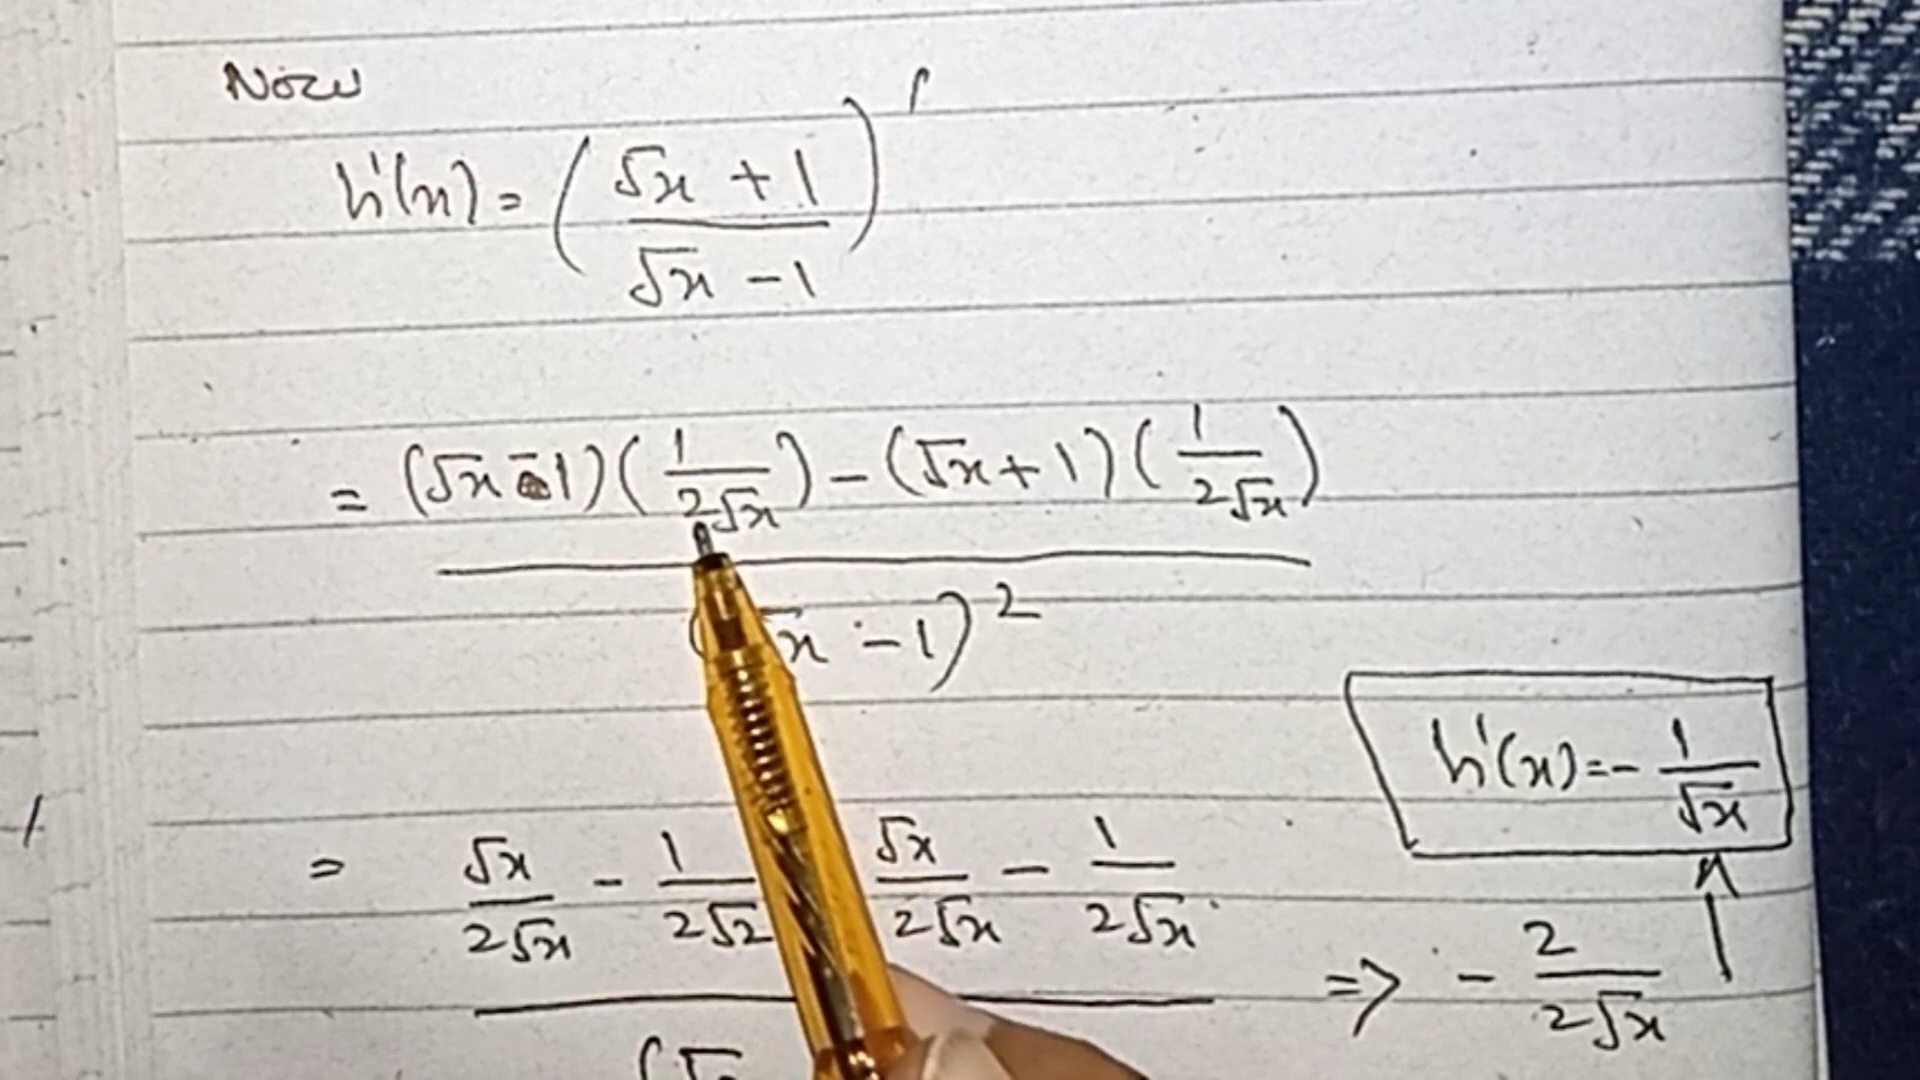 Now
h'(x) = ( √x + 1 / √x - 1 )'
= (√x - 1)( 1 / 2√x ) - (√x + 1)( 1 / 2√x )
x - 1)²
h'(x) = - 1 / √x
= √x / 2√x - 1 / 2√x √x / 2√x - 1 / 2√x
⇒ - 2 / 2√x
(√